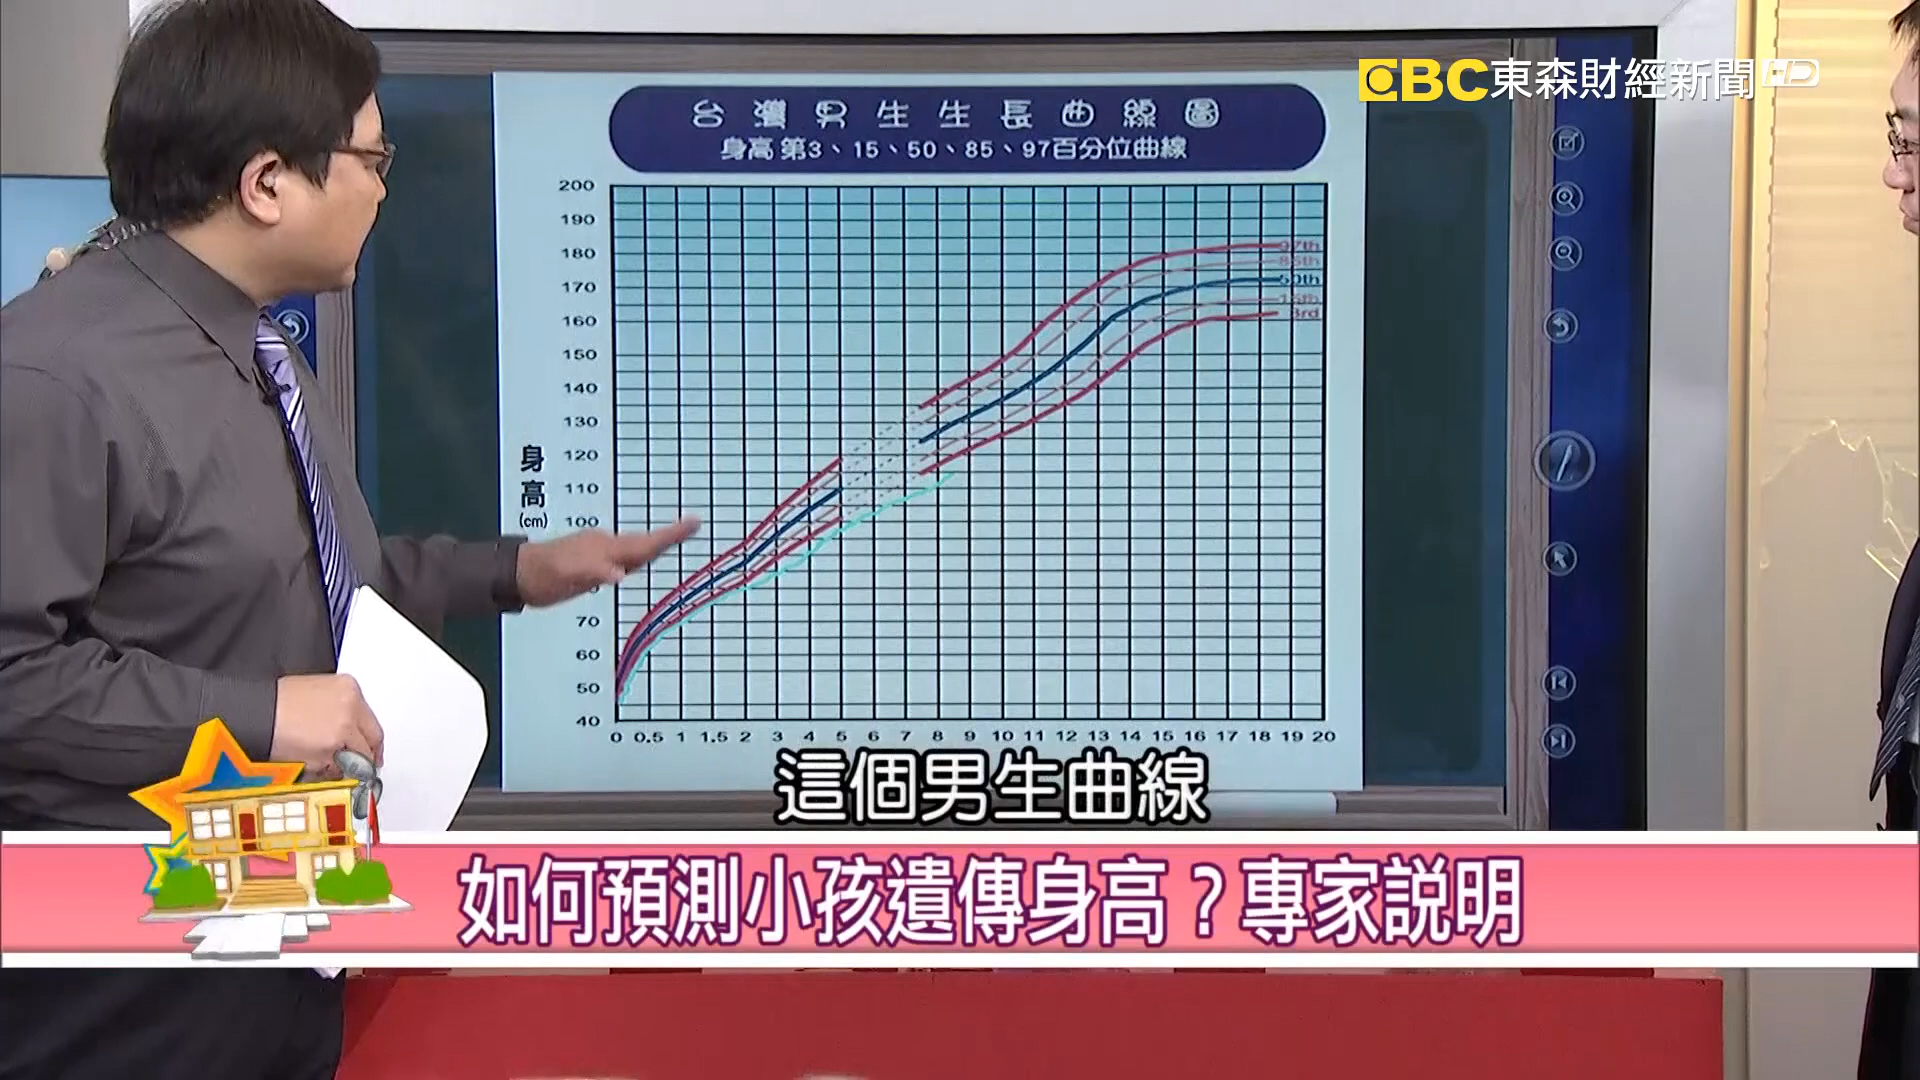 EBC東森財經新聞HD
台灣男生生長曲線圖
身高 第3、15、50、85、97百分位曲線
200
190
180
170
160
150
140
130
120
110
100
70
60
50
40
97th
85th
50th
15th
3rd
身高
(cm)
0 0.5 1 1.5 2 3 4 5 6 7 8 9 10 11 12 13 14 15 16 17 18 19 20
這個男生曲線
如何預測小孩遺傳身高？專家說明